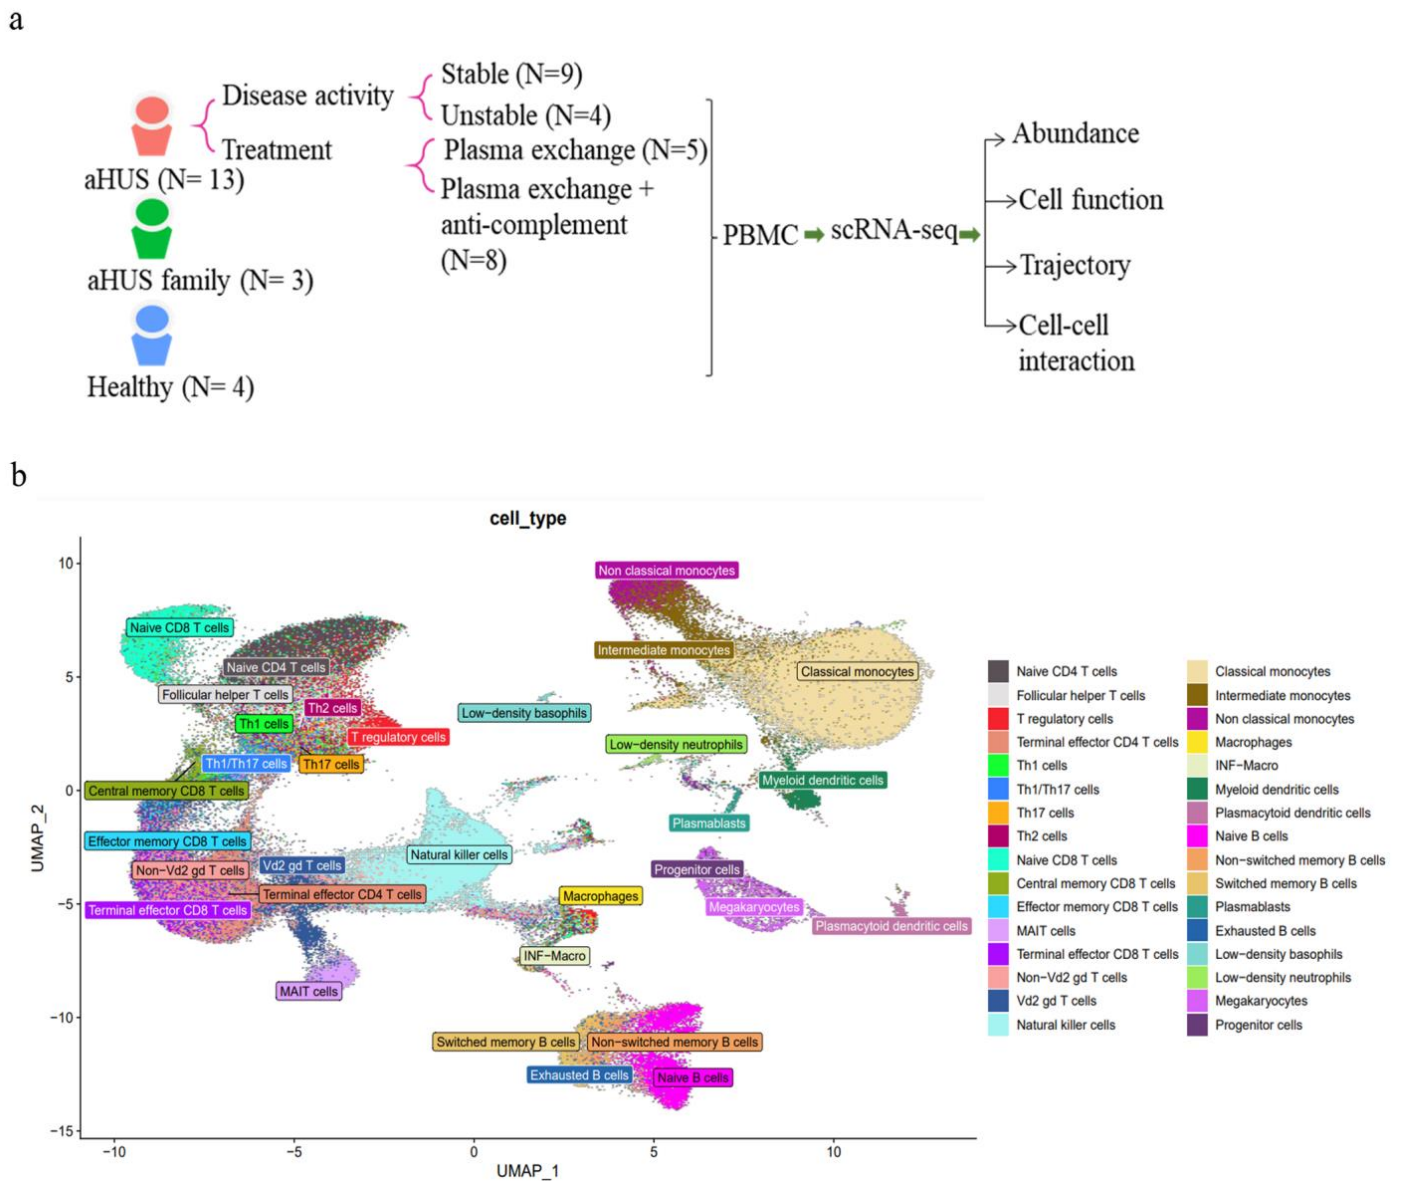 a
Disease activity
Stable (N=9)
Unstable (N=4)
Treatment
Plasma exchange (N=5)
Plasma exchange +
anti-complement
(N=8)
aHUS (N= 13)
aHUS family (N= 3)
Healthy (N= 4)
PBMC
scRNA-seq
Abundance
Cell function
Trajectory
Cell-cell
interaction
b
cell_type
UMAP_2
10
5
0
−5
−10
−15
−10
−5
0
5
10
UMAP_1
Non classical monocytes
Naive CD8 T cells
Intermediate monocytes
Naive CD4 T cells
Classical monocytes
Follicular helper T cells
Th2 cells
Low−density basophils
Th1 cells
T regulatory cells
Low−density neutrophils
Th1/Th17 cells
Th17 cells
Myeloid dendritic cells
Central memory CD8 T cells
Plasmablasts
Effector memory CD8 T cells
Natural killer cells
Vd2 gd T cells
Non−Vd2 gd T cells
Progenitor cells
Terminal effector CD4 T cells
Macrophages
Terminal effector CD8 T cells
Megakaryocytes
Plasmacytoid dendritic cells
INF−Macro
MAIT cells
Switched memory B cells
Non−switched memory B cells
Exhausted B cells
Naive B cells
Naive CD4 T cells
Follicular helper T cells
T regulatory cells
Terminal effector CD4 T cells
Th1 cells
Th1/Th17 cells
Th17 cells
Th2 cells
Naive CD8 T cells
Central memory CD8 T cells
Effector memory CD8 T cells
MAIT cells
Terminal effector CD8 T cells
Non−Vd2 gd T cells
Vd2 gd T cells
Natural killer cells
Classical monocytes
Intermediate monocytes
Non classical monocytes
Macrophages
INF−Macro
Myeloid dendritic cells
Plasmacytoid dendritic cells
Naive B cells
Non−switched memory B cells
Switched memory B cells
Plasmablasts
Exhausted B cells
Low−density basophils
Low−density neutrophils
Megakaryocytes
Progenitor cells